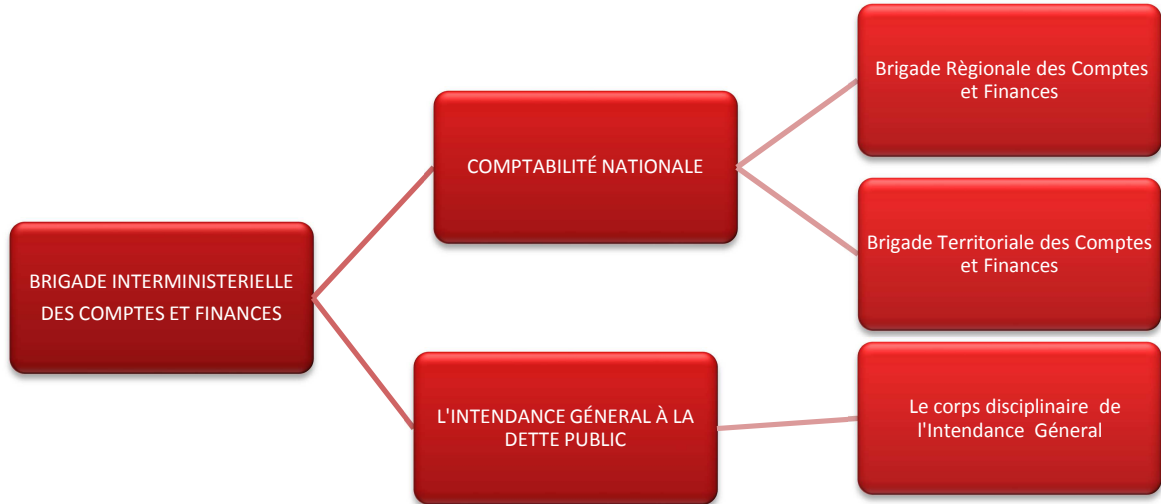 BRIGADE INTERMINISTERIELLE
DES COMPTES ET FINANCES
COMPTABILITÉ NATIONALE
Brigade Règionale des Comptes
et Finances
Brigade Territoriale des Comptes
et Finances
L'INTENDANCE GÉNERAL À LA
DETTE PUBLIC
Le corps disciplinaire de
l'Intendance Géneral